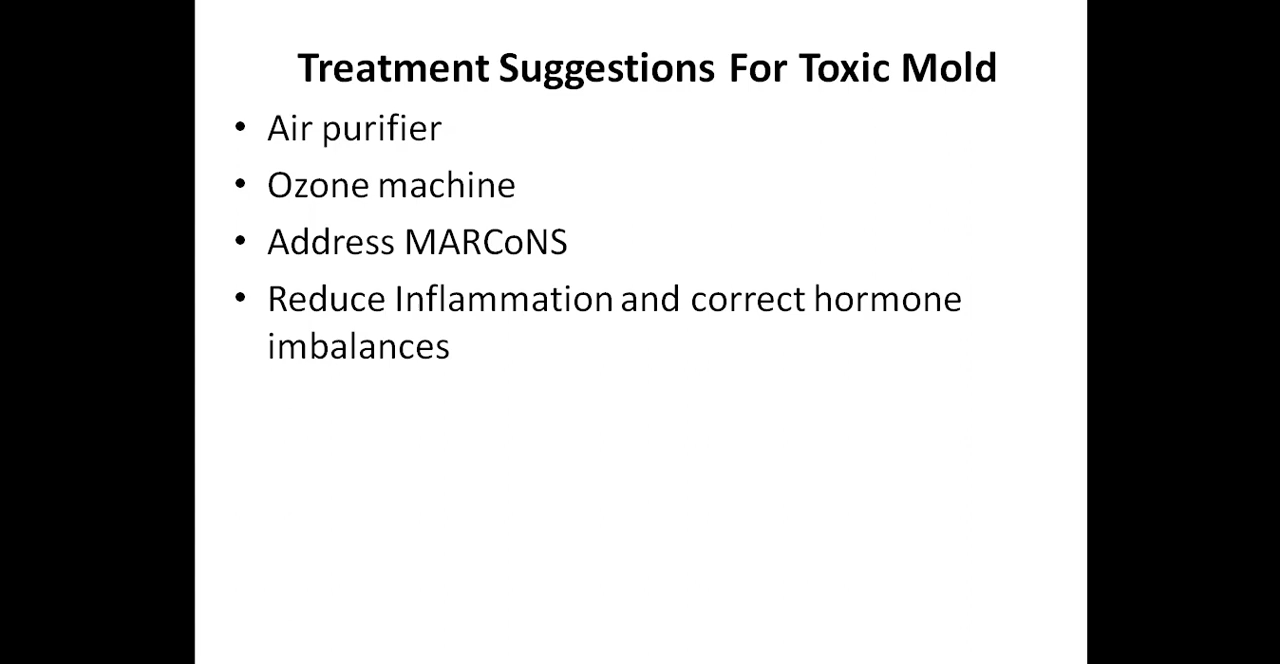 Treatment Suggestions For Toxic Mold
• Air purifier
• Ozone machine
• Address MARCoNS
• Reduce Inflammation and correct hormone
imbalances